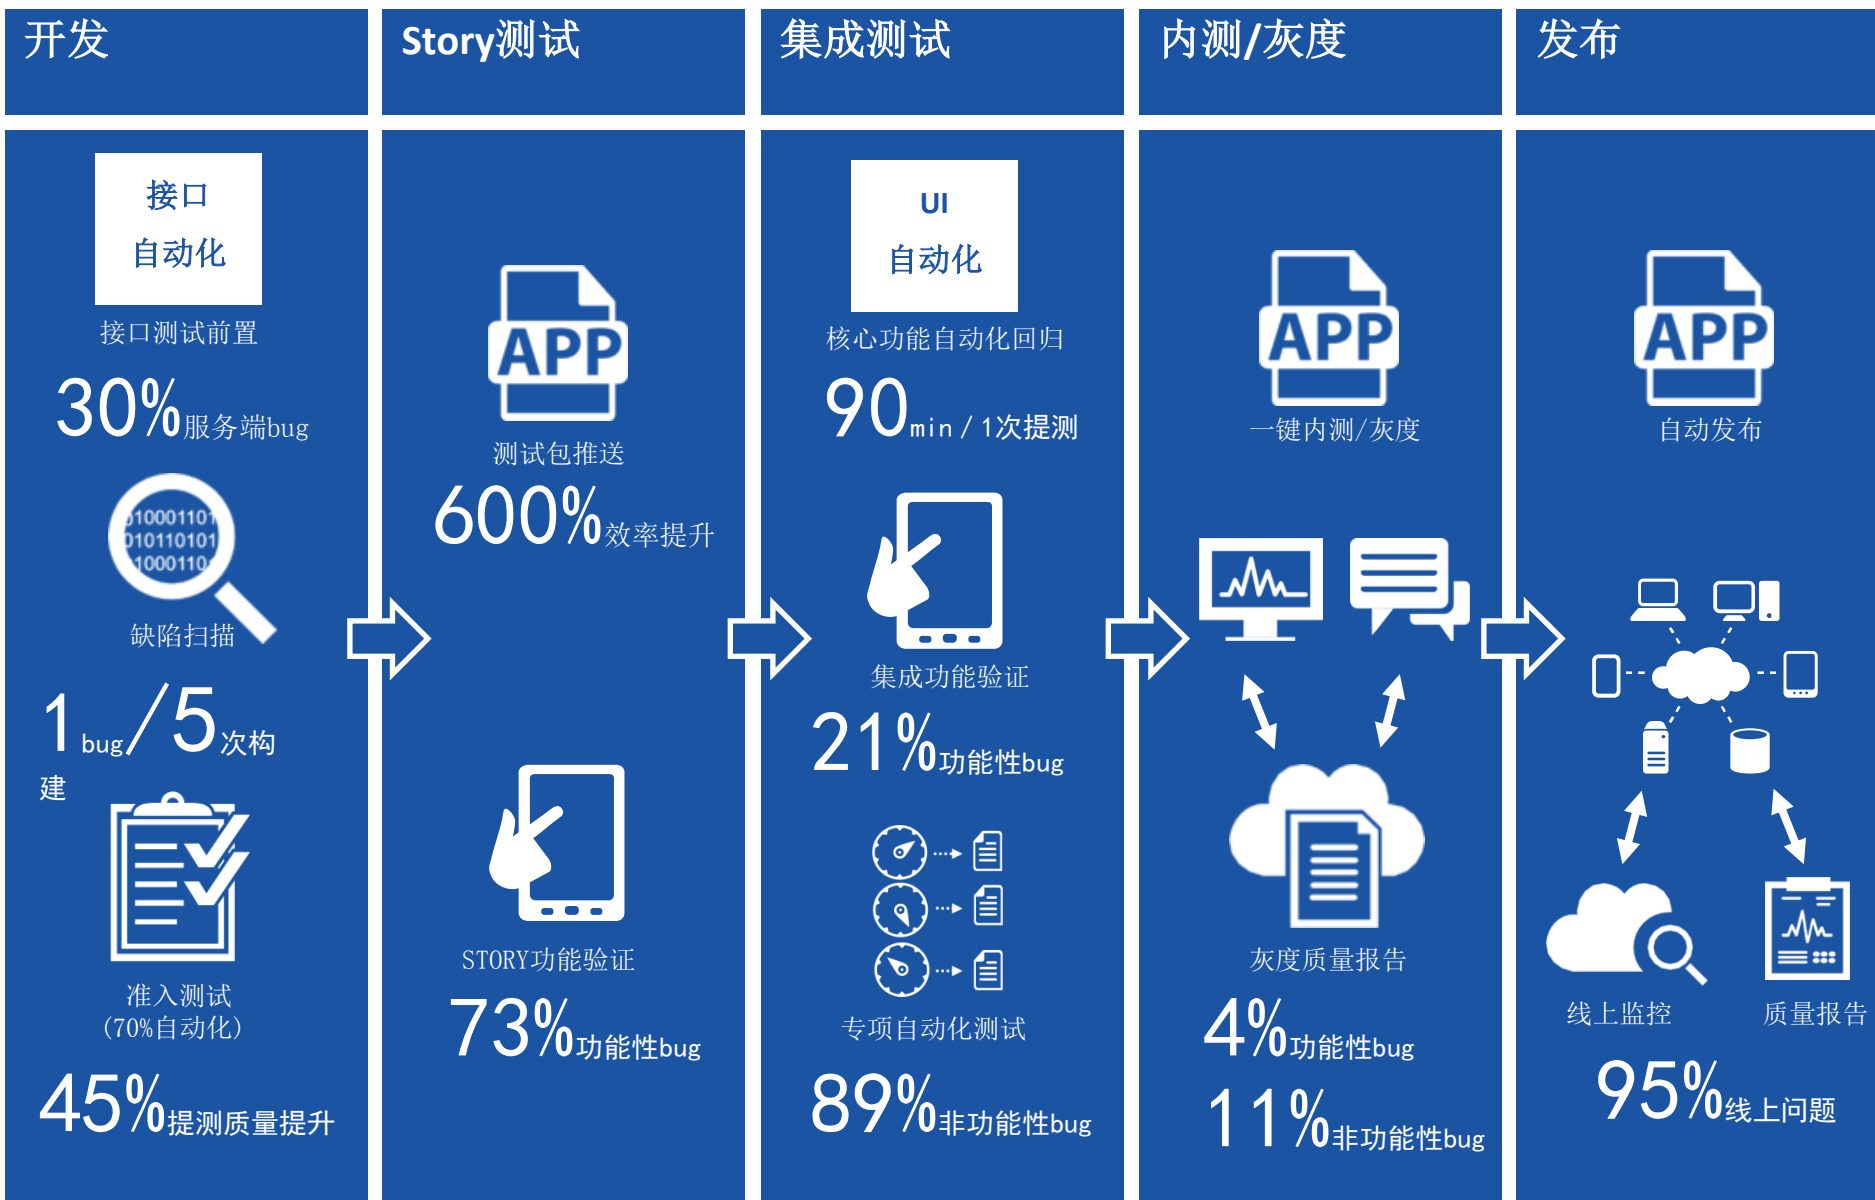 开发
接口
自动化
接口测试前置
30%服务端bug
010001101
010110101
10001101
缺陷扫描
1bug/5次构
建
准入测试
(70%自动化)
45%提测质量提升
Story测试
APP
测试包推送
600%效率提升
STORY功能验证
73%功能性bug
集成测试
UI
自动化
核心功能自动化回归
90min/1次提测
集成功能验证
21%功能性bug
专项自动化测试
89%非功能性bug
内测/灰度
APP
一键内测/灰度
灰度质量报告
4%功能性bug
11%非功能性bug
发布
APP
自动发布
线上监控
质量报告
95%线上问题